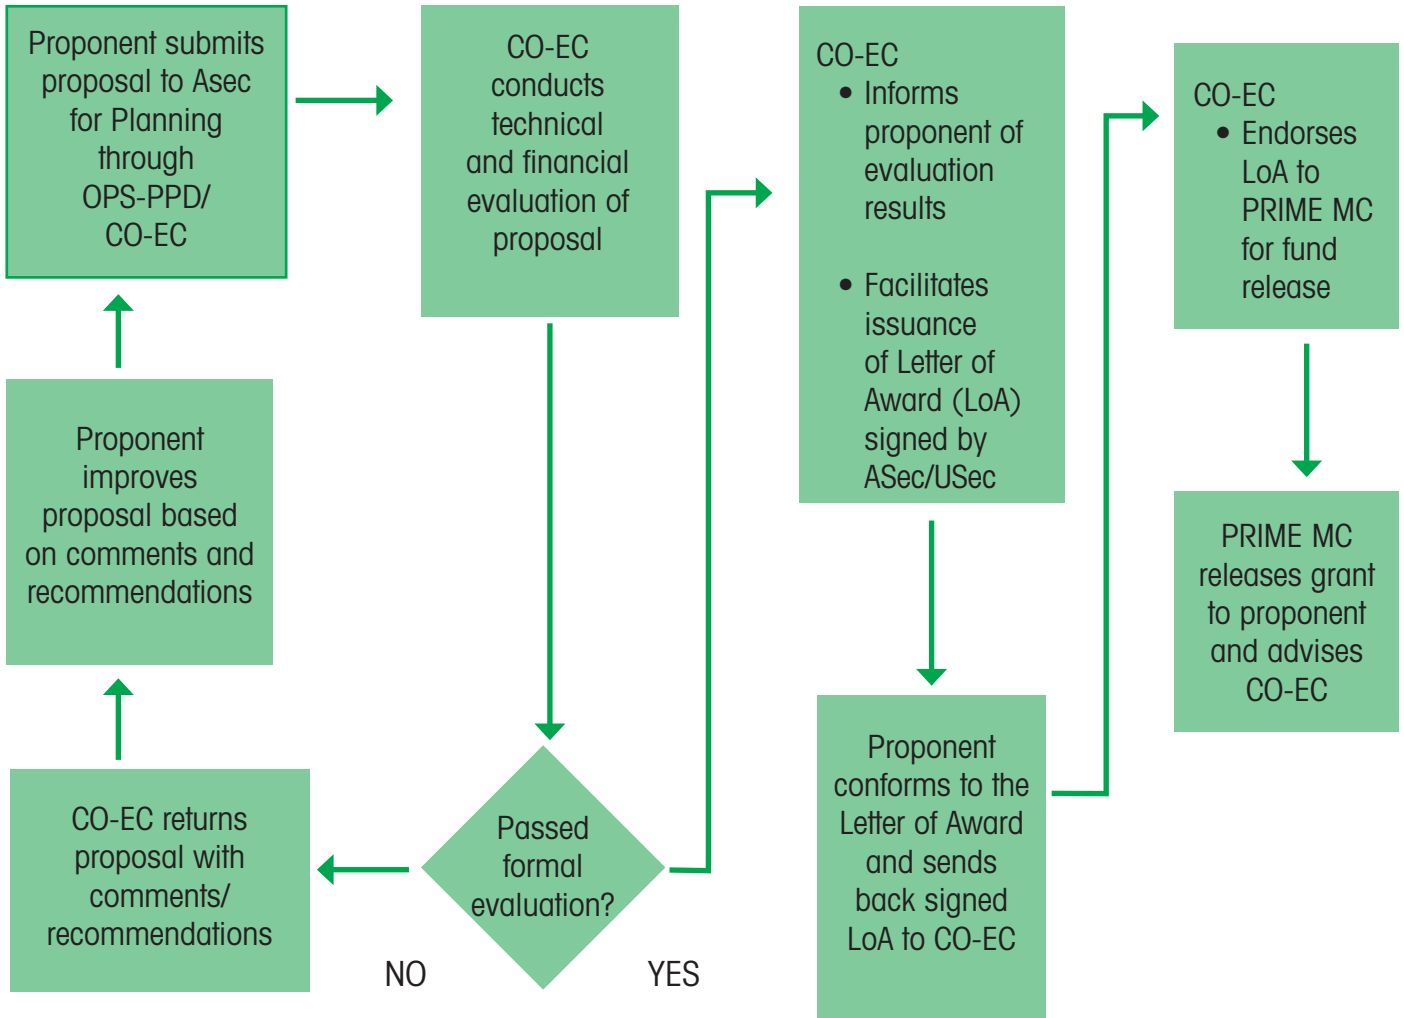 Proponent submits
proposal to Asec
for Planning
through
OPS-PPD/
CO-EC
CO-EC
conducts
technical
and financial
evaluation of
proposal
Passed
formal
evaluation?
NO
YES
CO-EC returns
proposal with
comments/
recommendations
Proponent
improves
proposal based
on comments and
recommendations
CO-EC
• Informs
proponent of
evaluation
results
• Facilitates
issuance
of Letter of
Award (LoA)
signed by
ASec/USec
Proponent
conforms to the
Letter of Award
and sends
back signed
LoA to CO-EC
CO-EC
• Endorses
LoA to
PRIME MC
for fund
release
PRIME MC
releases grant
to proponent
and advises
CO-EC